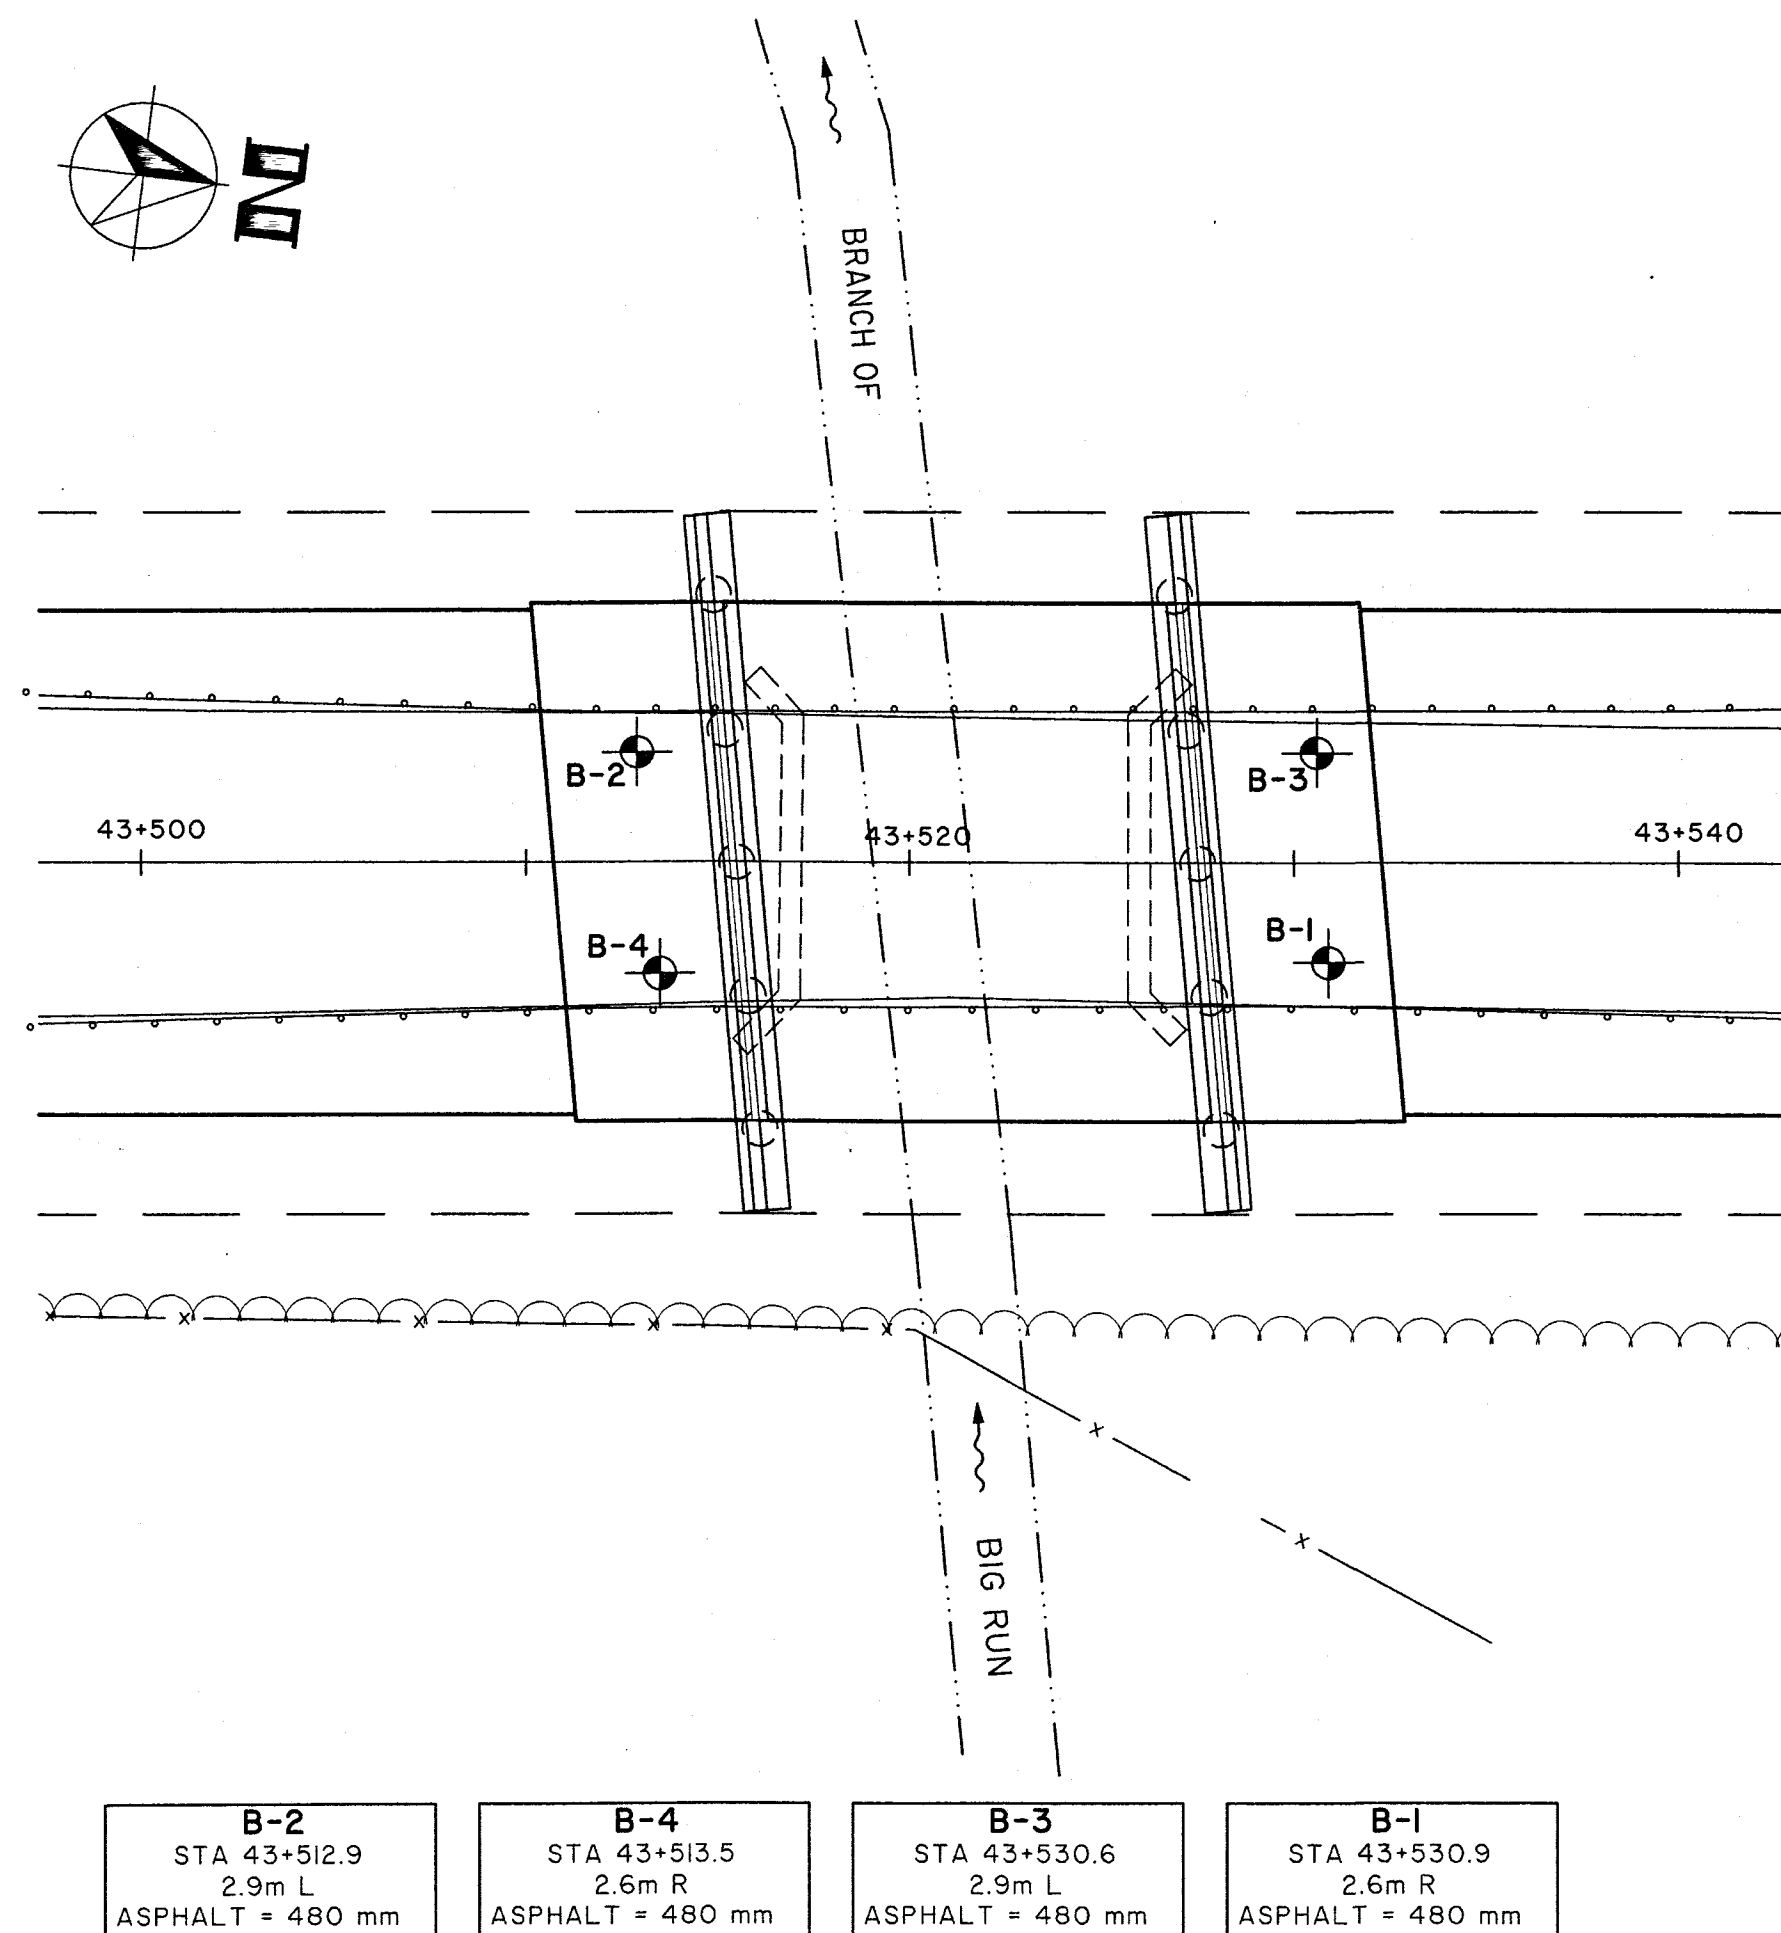 N
BRANCH OF
B-2
B-3
43+500
43+520
43+540
B-4
B-1
BIG RUN
B-2
STA 43+512.9
2.9m L
ASPHALT = 480 mm
B-4
STA 43+513.5
2.6m R
ASPHALT = 480 mm
B-3
STA 43+530.6
2.9m L
ASPHALT = 480 mm
B-1
STA 43+530.9
2.6m R
ASPHALT = 480 mm